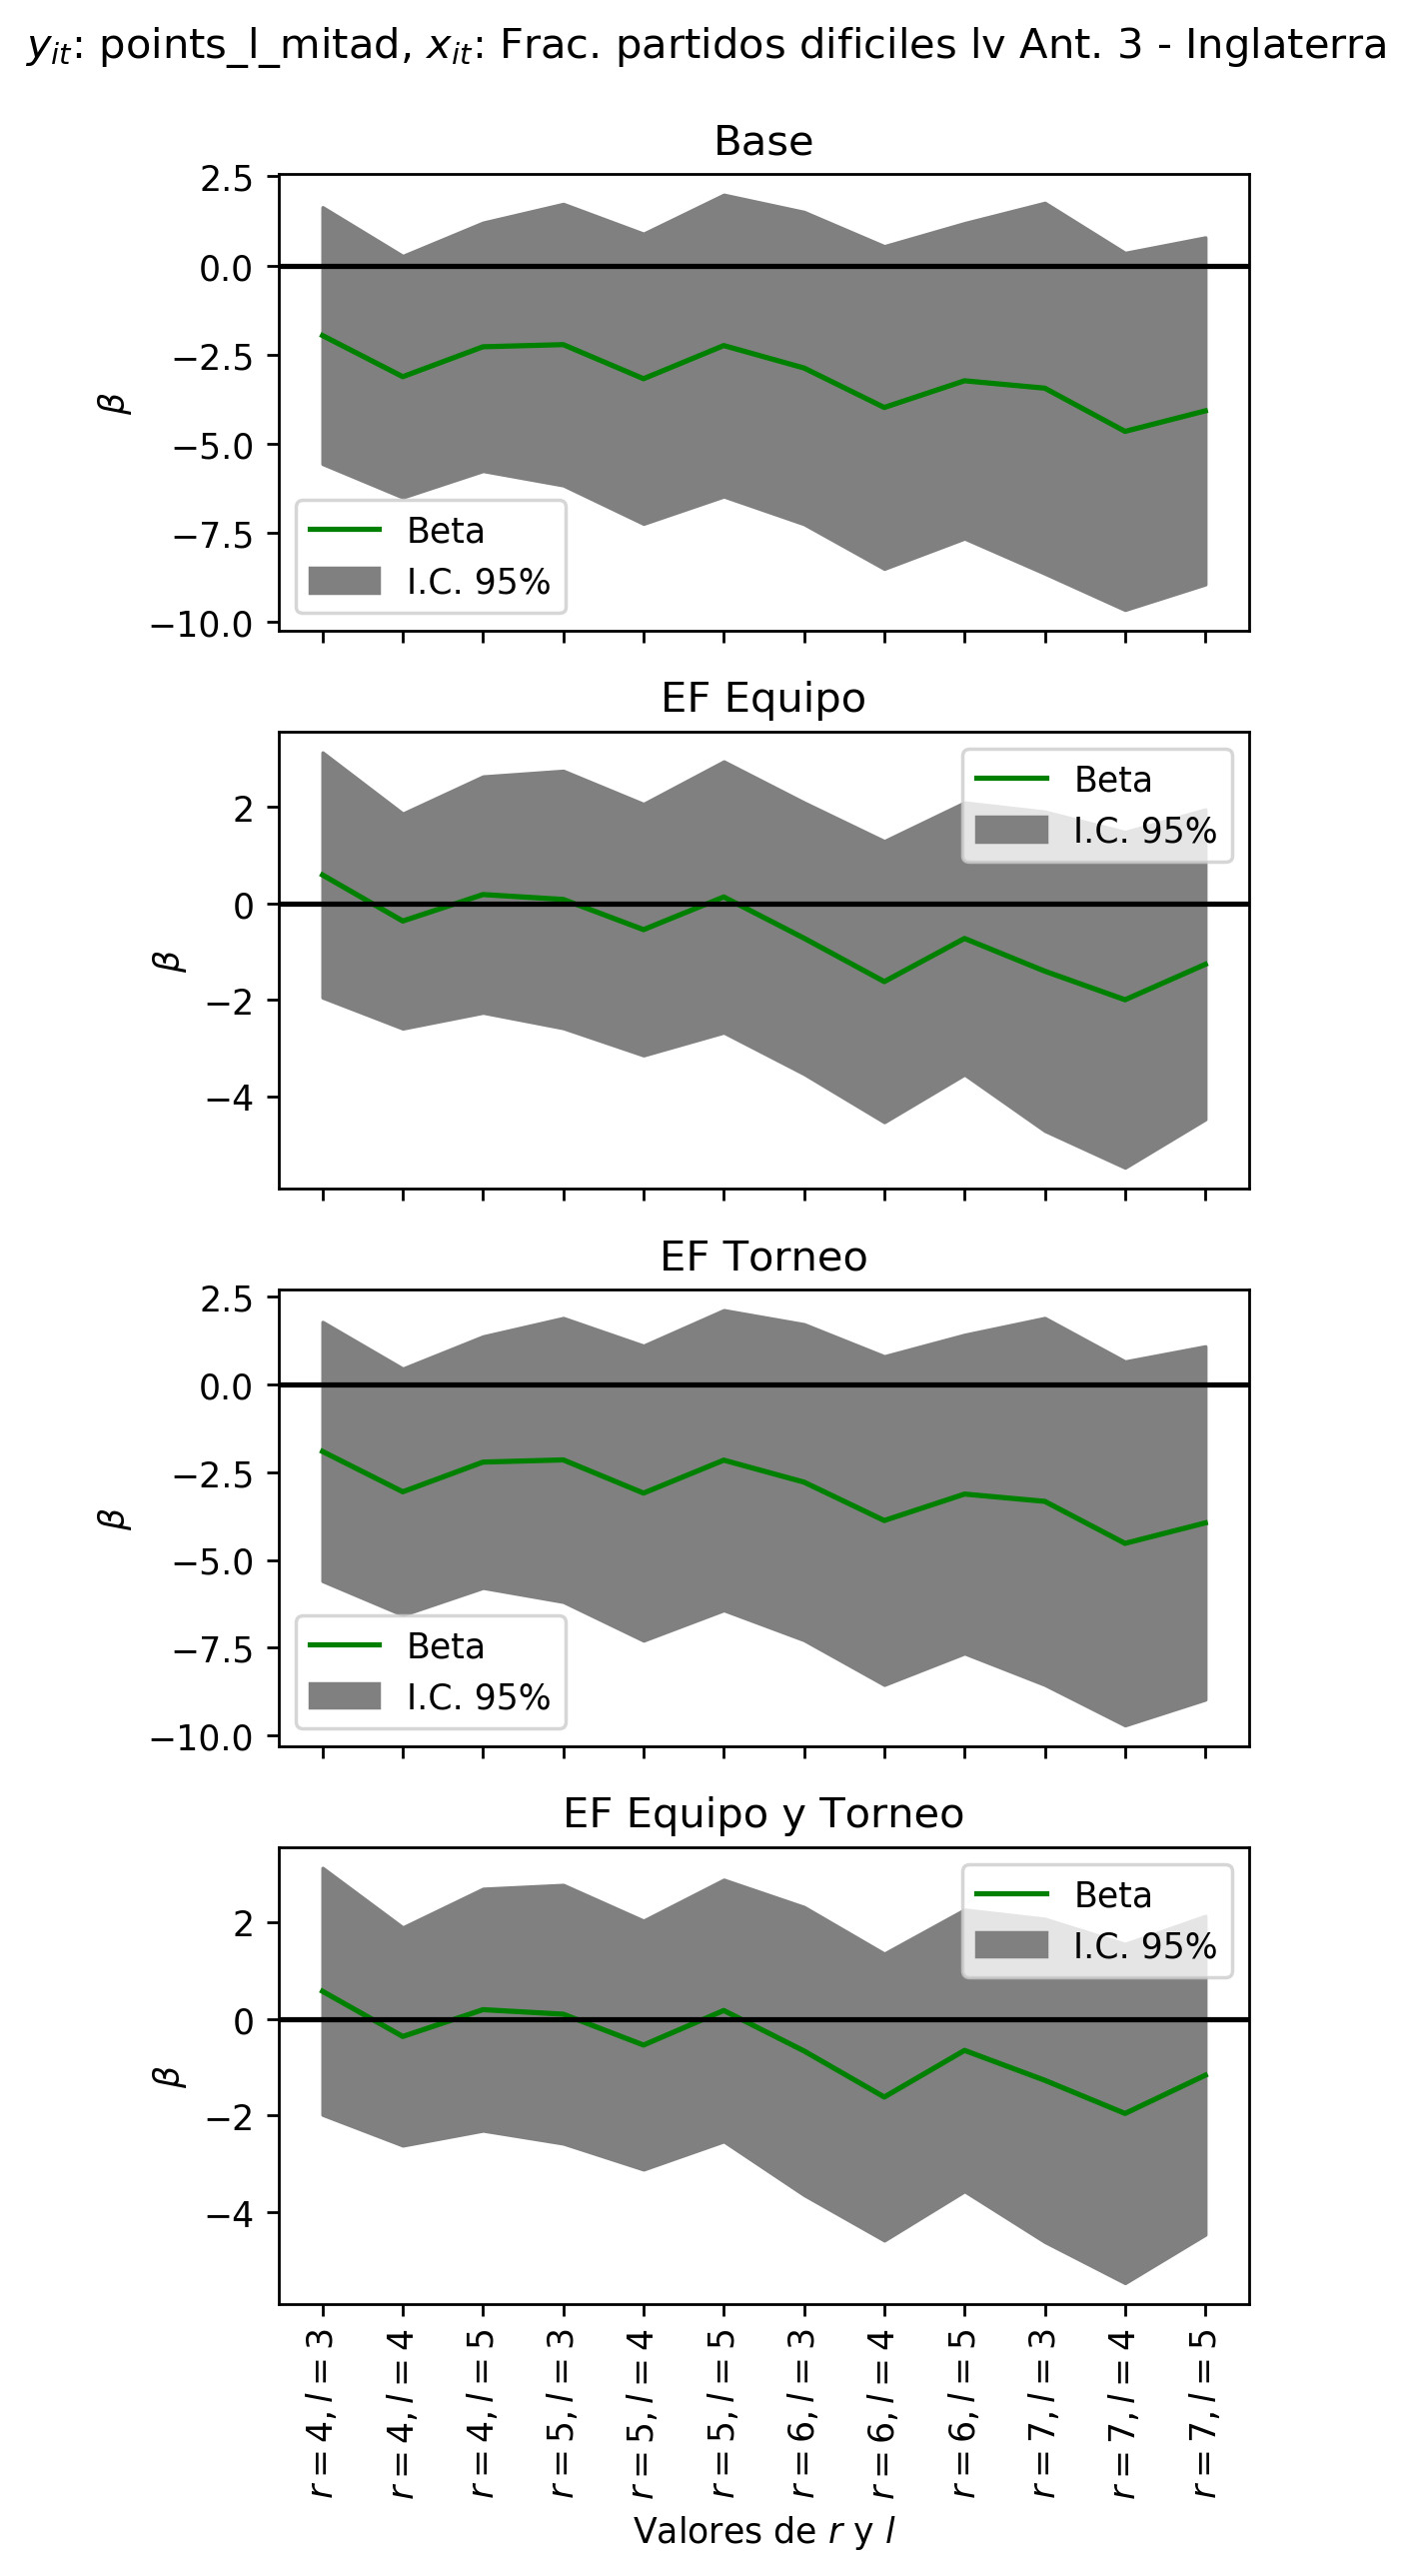 y_it: points_l_mitad, x_it: Frac. partidos dificiles lv Ant. 3 - Inglaterra
Base
2.5
0.0
−2.5
−5.0
−7.5
−10.0
β
Beta
I.C. 95%
EF Equipo
2
0
−2
−4
β
Beta
I.C. 95%
EF Torneo
2.5
0.0
−2.5
−5.0
−7.5
−10.0
β
Beta
I.C. 95%
EF Equipo y Torneo
2
0
−2
−4
β
Beta
I.C. 95%
r = 4, l = 3
r = 4, l = 4
r = 4, l = 5
r = 5, l = 3
r = 5, l = 4
r = 5, l = 5
r = 6, l = 3
r = 6, l = 4
r = 6, l = 5
r = 7, l = 3
r = 7, l = 4
r = 7, l = 5
Valores de r y l